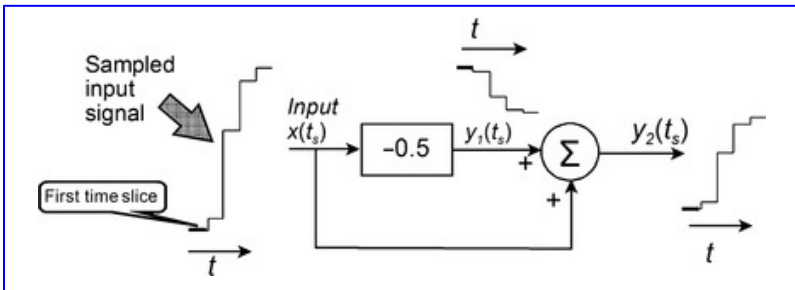 Sampled
input
signal
First time slice
t
Input
x(t_s)
-0.5
t
y_1(t_s)
+
+
Σ
y_2(t_s)
t